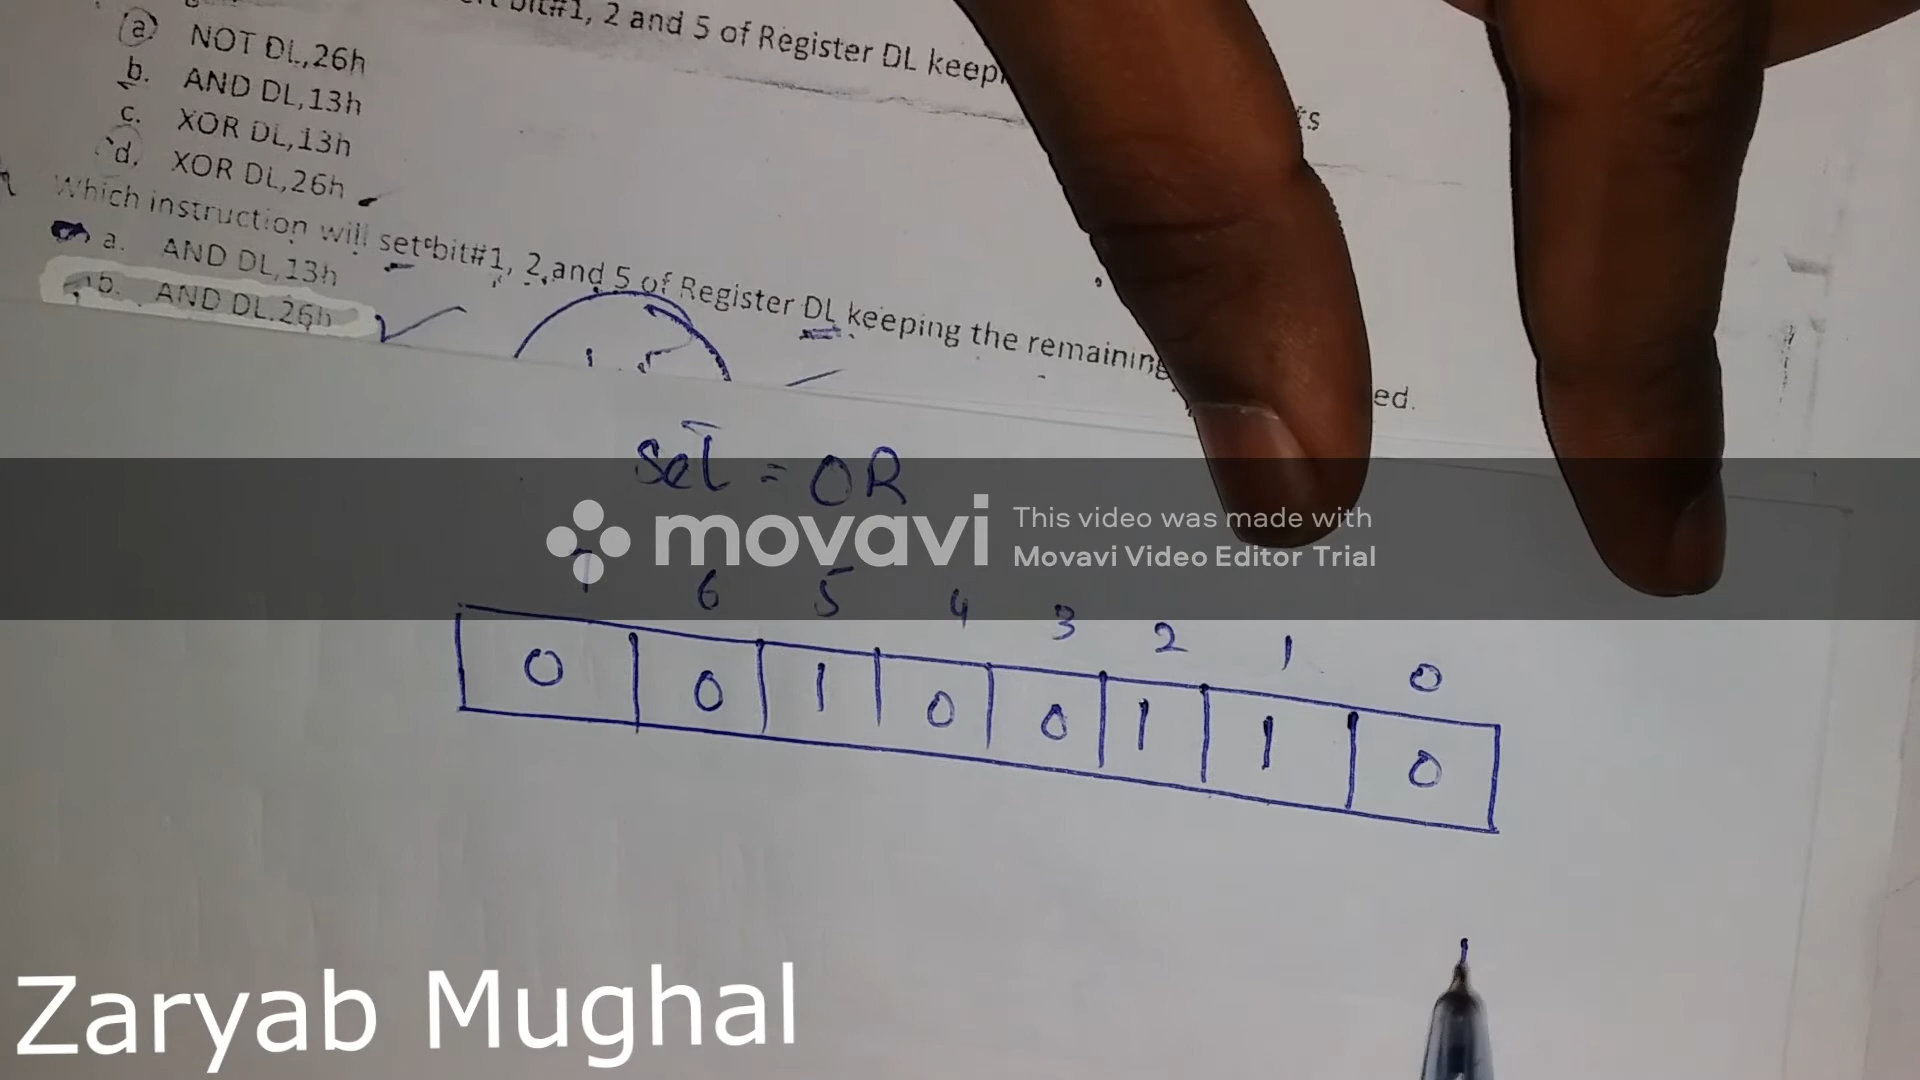 bit#1, 2 and 5 of Register DL
a) NOT DL,26h
b. AND DL,13h
c. XOR DL,13h
d. XOR DL,26h
Which instruction will set bit#1, 2 and 5 of Register DL keeping the remaining
a. AND DL,13h
b. AND DL.26h
set = OR
movavi
This video was made with
Movavi Video Editor Trial
7 6 5 4 3 2 1 0
0 0 1 0 0 1 1 0
Zaryab Mughal